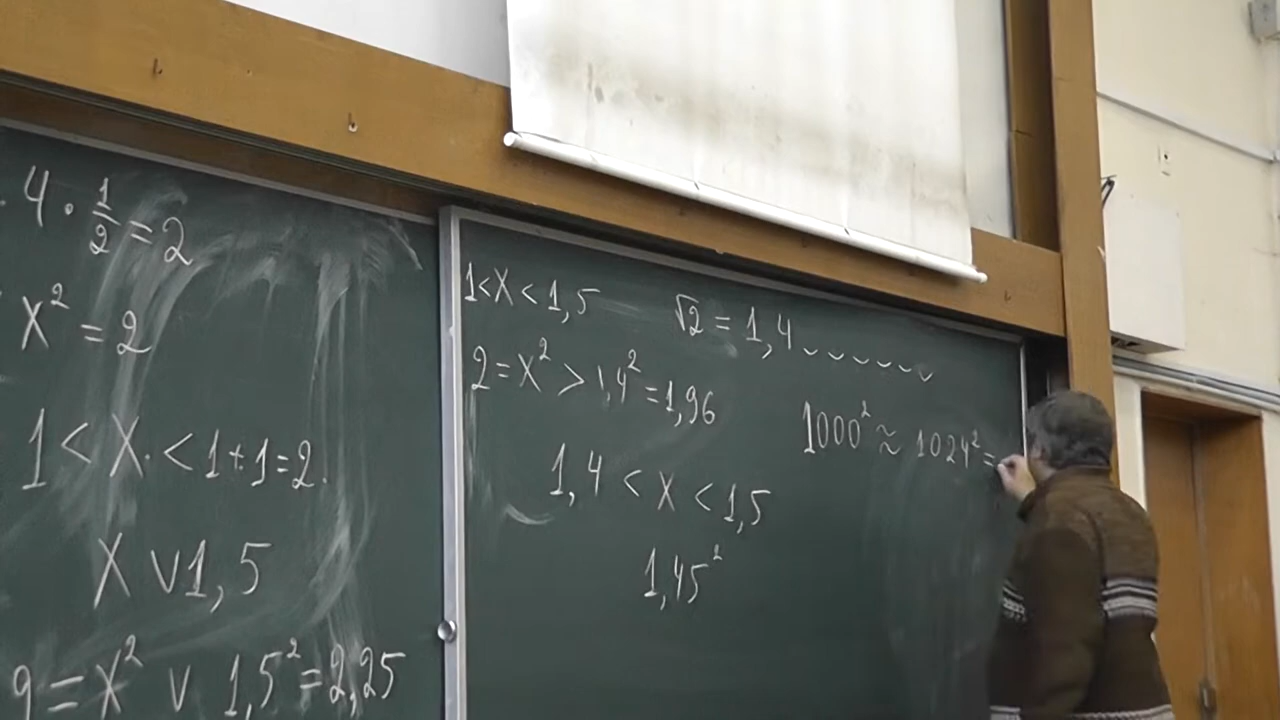 . 4 · 1/2 = 2
x² = 2
1 < x. < 1 + 1 = 2.
x ∨ 1,5
9 = x² ∨ 1,5² = 2,25
1 < x < 1,5
√2 = 1,4 ˘ ˘ ˘ ˘ ˘ ˘
2 = x² > 1,4² = 1,96
1000² ≈ 1024² =
1,4 < x < 1,5
1,45²